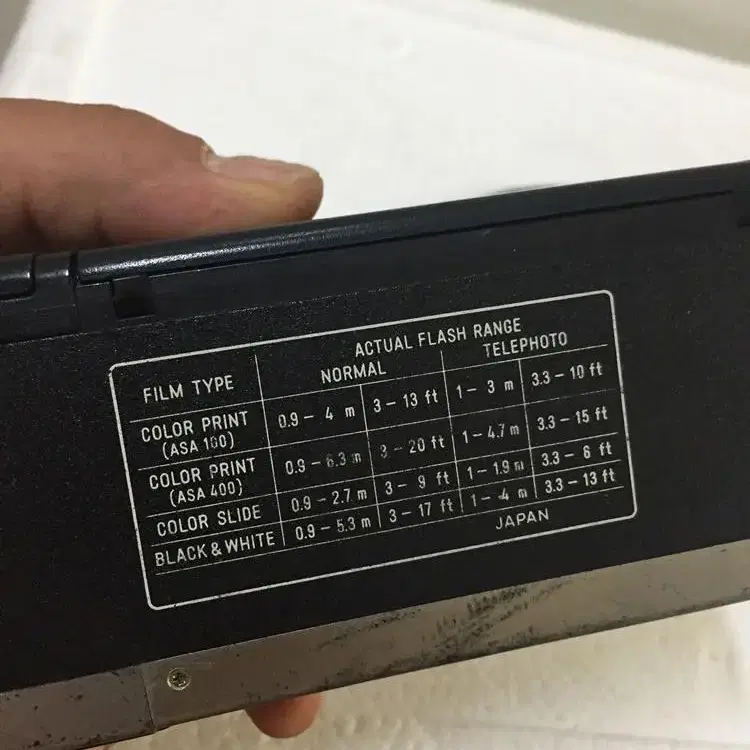 ACTUAL FLASH RANGE
FILM TYPE NORMAL TELEPHOTO
COLOR PRINT (ASA 100) 0.9 – 4 m 3 – 13 ft 1 – 3 m 3.3 – 10 ft
COLOR PRINT (ASA 400) 0.9 – 6.3 m 3 – 20 ft 1 – 4.7 m 3.3 – 15 ft
COLOR SLIDE 0.9 – 2.7 m 3 – 9 ft 1 – 1.9 m 3.3 – 6 ft
BLACK & WHITE 0.9 – 5.3 m 3 – 17 ft 1 – 4 m 3.3 – 13 ft
JAPAN